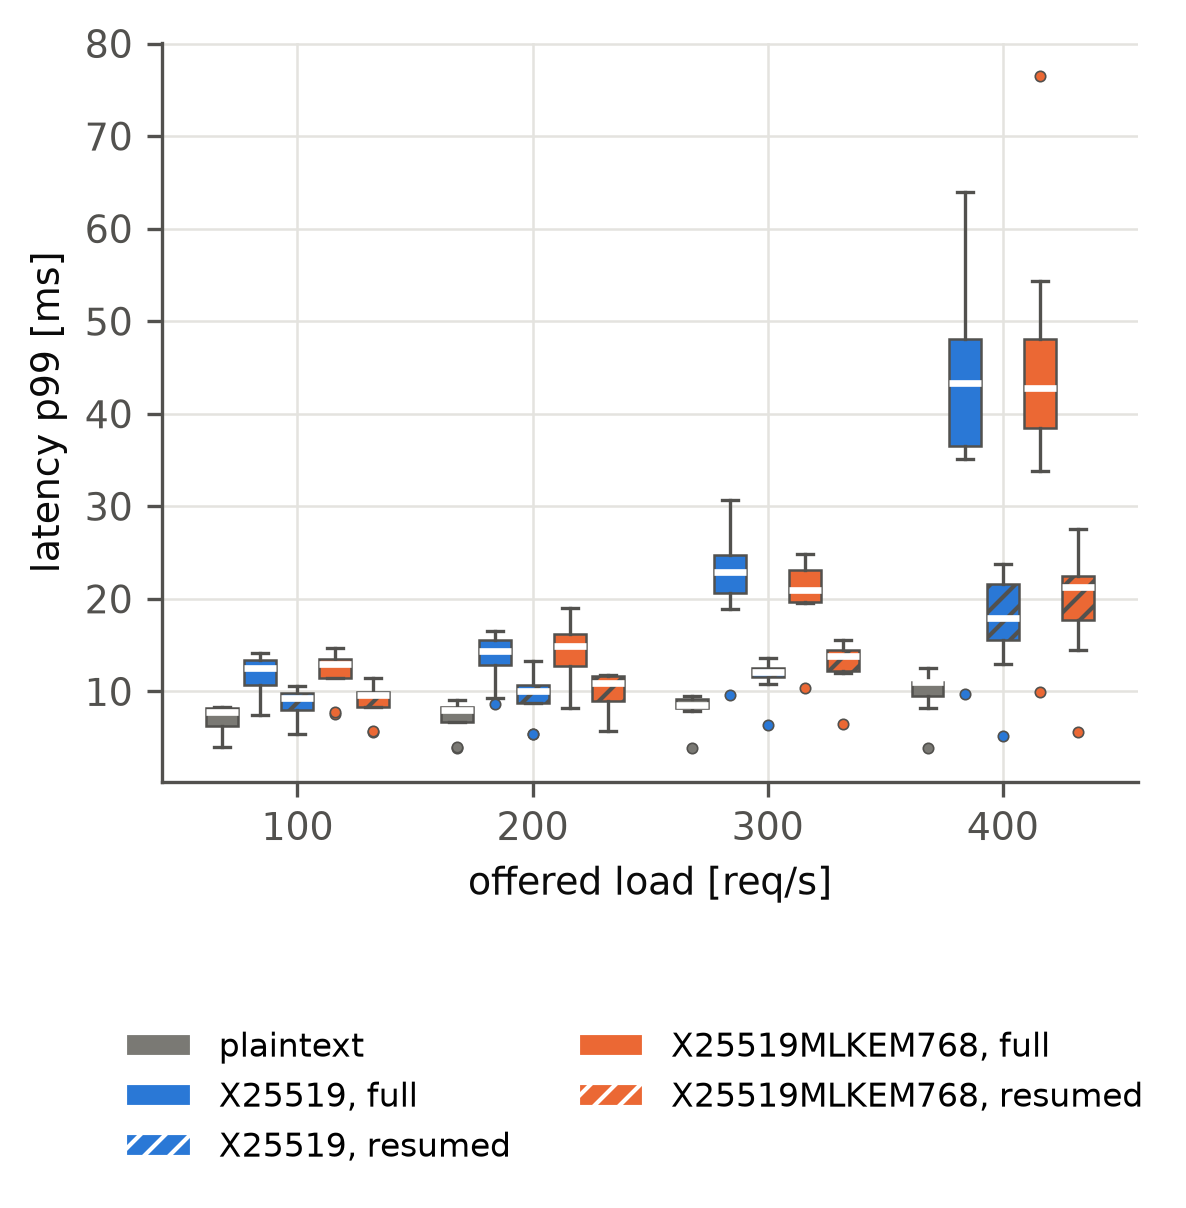 80
70
60
50
40
30
20
10
latency p99 [ms]
100 200 300 400
offered load [req/s]
plaintext
X25519, full
X25519, resumed
X25519MLKEM768, full
X25519MLKEM768, resumed